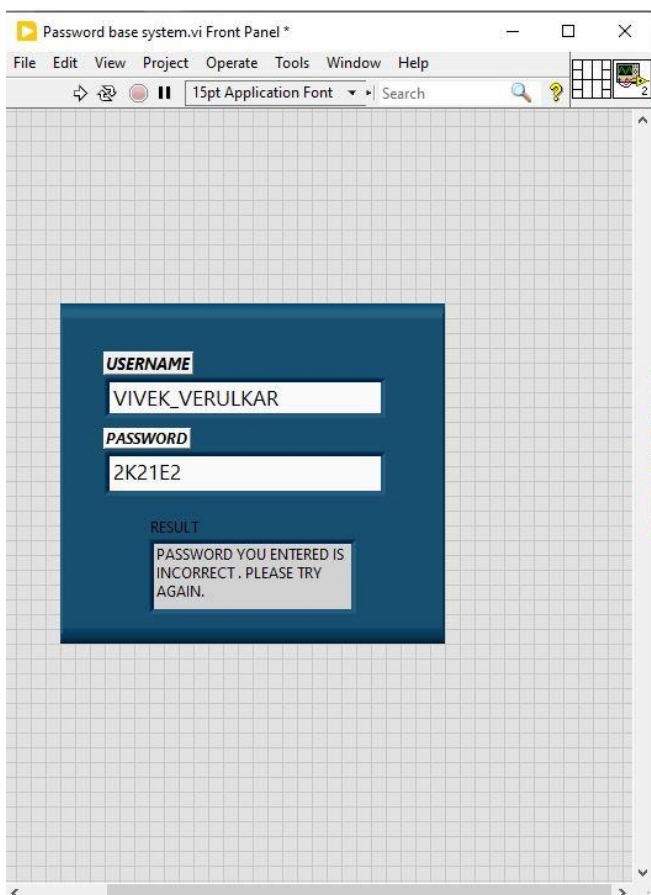 Password base system.vi Front Panel *
File Edit View Project Operate Tools Window Help
15pt Application Font Search
2
USERNAME
VIVEK_VERULKAR
PASSWORD
2K21E2
RESULT
PASSWORD YOU ENTERED IS
INCORRECT . PLEASE TRY
AGAIN.